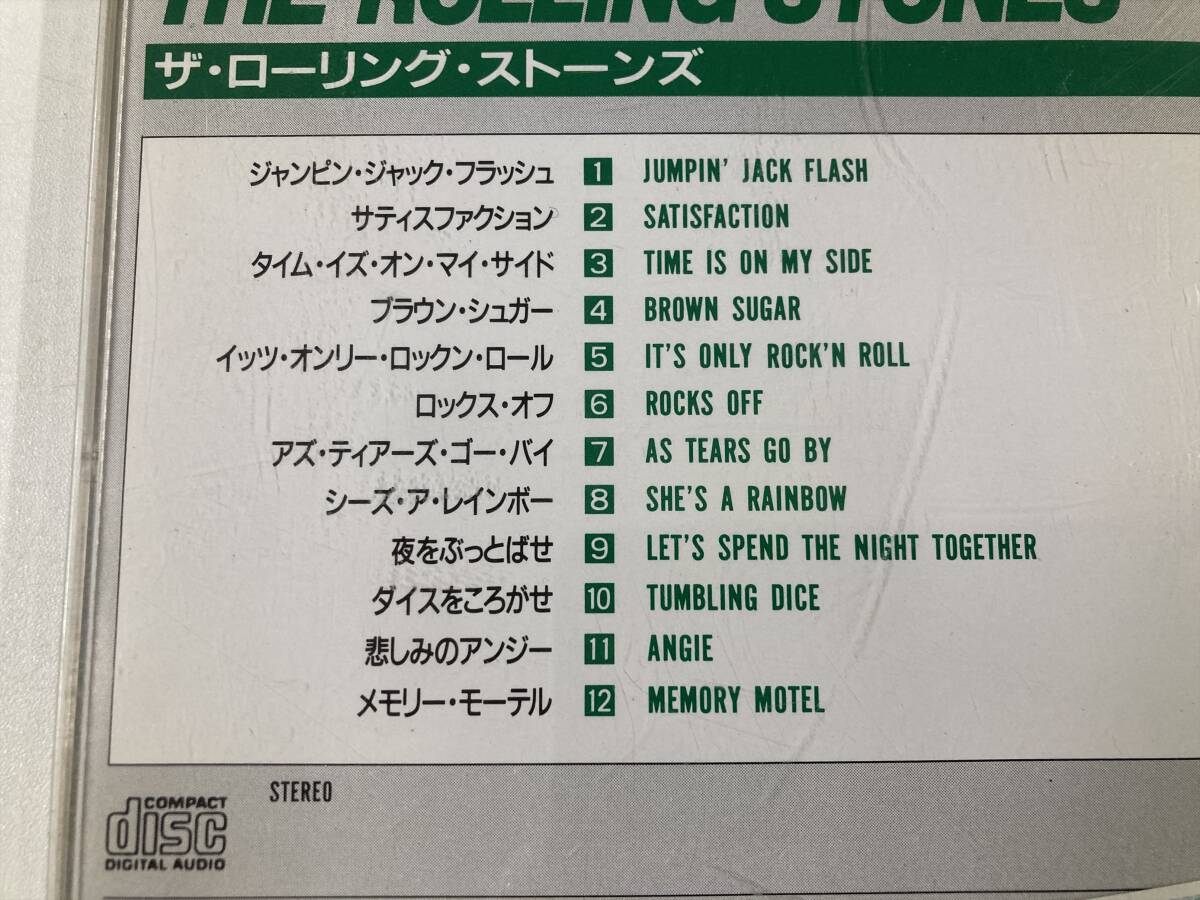 THE ROLLING STONES
ザ・ローリング・ストーンズ
ジャンピン・ジャック・フラッシュ 1 JUMPIN' JACK FLASH
サティスファクション 2 SATISFACTION
タイム・イズ・オン・マイ・サイド 3 TIME IS ON MY SIDE
ブラウン・シュガー 4 BROWN SUGAR
イッツ・オンリー・ロックン・ロール 5 IT'S ONLY ROCK'N ROLL
ロックス・オフ 6 ROCKS OFF
アズ・ティアーズ・ゴー・バイ 7 AS TEARS GO BY
シーズ・ア・レインボー 8 SHE'S A RAINBOW
夜をぶっとばせ 9 LET'S SPEND THE NIGHT TOGETHER
ダイスをころがせ 10 TUMBLING DICE
悲しみのアンジー 11 ANGIE
メモリー・モーテル 12 MEMORY MOTEL
STEREO
COMPACT
disc
DIGITAL AUDIO